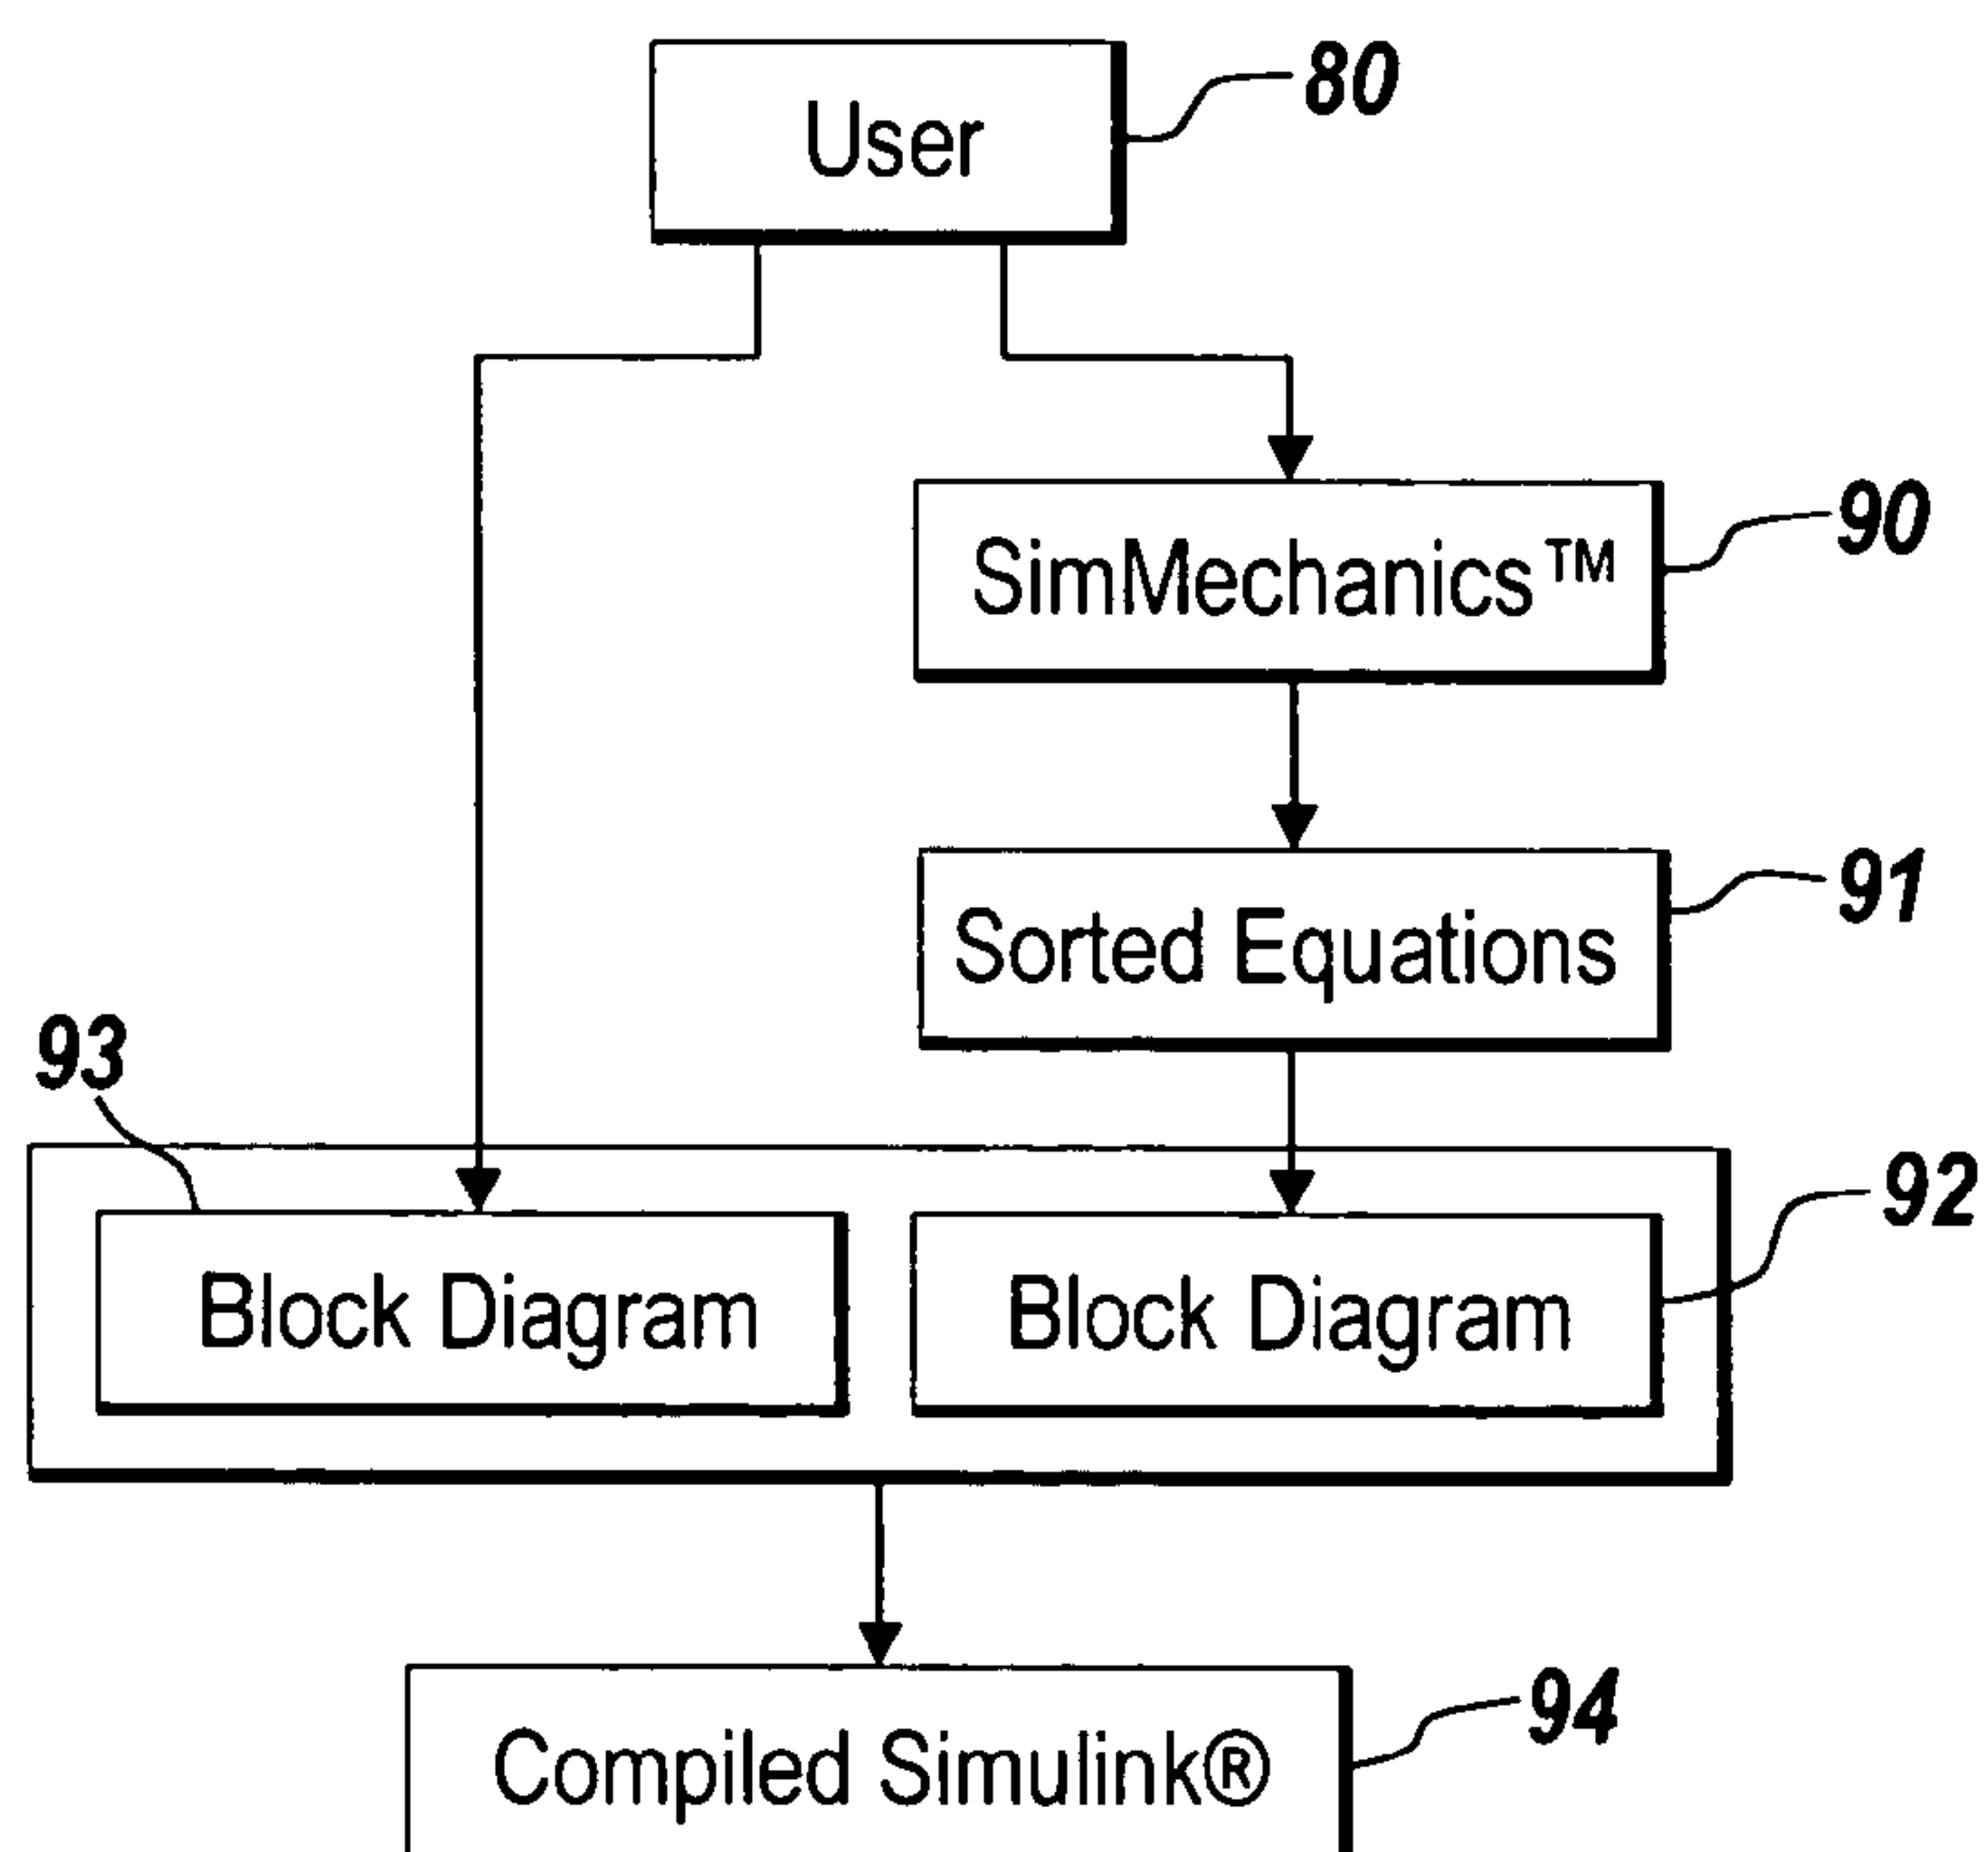 User
80
SimMechanics™
90
Sorted Equations
91
93
Block Diagram
Block Diagram
92
Compiled Simulink®
94